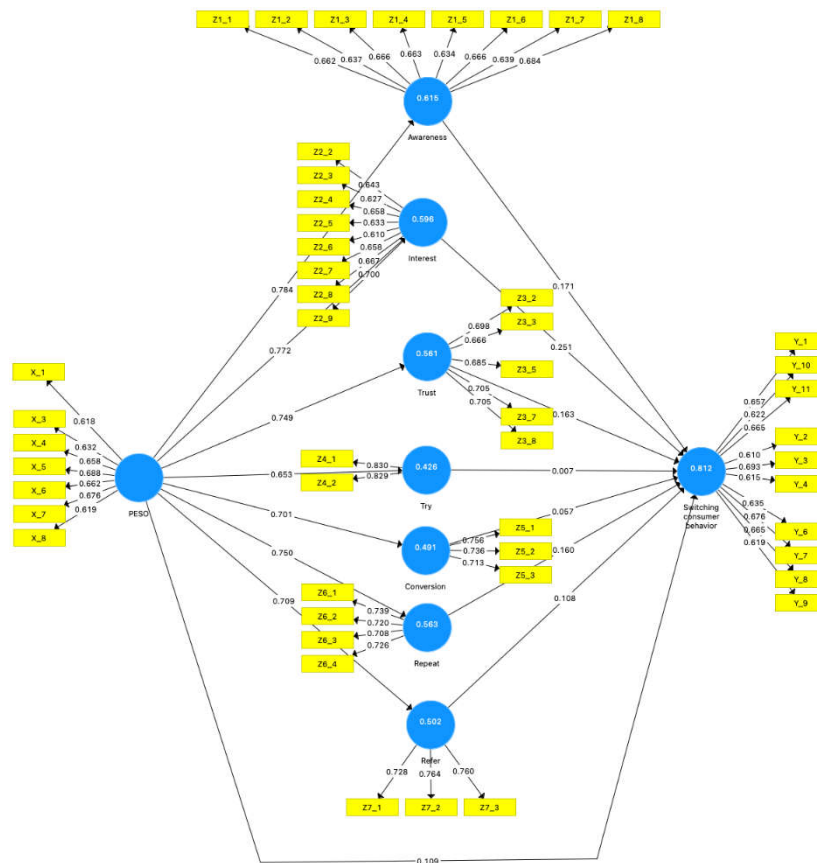 Z1_1 Z1_2 Z1_3 Z1_4 Z1_5 Z1_6 Z1_7 Z1_8
0.662 0.637 0.666 0.663 0.634 0.666 0.639 0.684
0.615
Awareness
Z2_2
Z2_3
Z2_4
Z2_5
Z2_6
Z2_7
Z2_8
Z2_9
0.643
0.627
0.658
0.633
0.610
0.658
0.667
0.700
0.596
Interest
0.784
0.772
0.749
0.653
0.701
0.750
0.709
X_1
X_3
X_4
X_5
X_6
X_7
X_8
0.618
0.632
0.658
0.688
0.662
0.676
0.619
PESO
0.561
Trust
0.698
0.666
0.685
0.705
0.705
Z3_2
Z3_3
Z3_5
Z3_7
Z3_8
Z4_1
Z4_2
0.830
0.829
0.426
Try
0.491
Conversion
0.756
0.736
0.713
Z5_1
Z5_2
Z5_3
Z6_1
Z6_2
Z6_3
Z6_4
0.739
0.720
0.708
0.726
0.563
Repeat
0.502
Refer
0.728
0.764
0.760
Z7_1 Z7_2 Z7_3
0.171
0.251
0.163
0.007
0.057
0.160
0.108
0.109
0.812
Switching
consumer
behavior
0.657
0.622
0.665
0.610
0.693
0.615
0.635
0.676
0.665
0.619
Y_1
Y_10
Y_11
Y_2
Y_3
Y_4
Y_6
Y_7
Y_8
Y_9